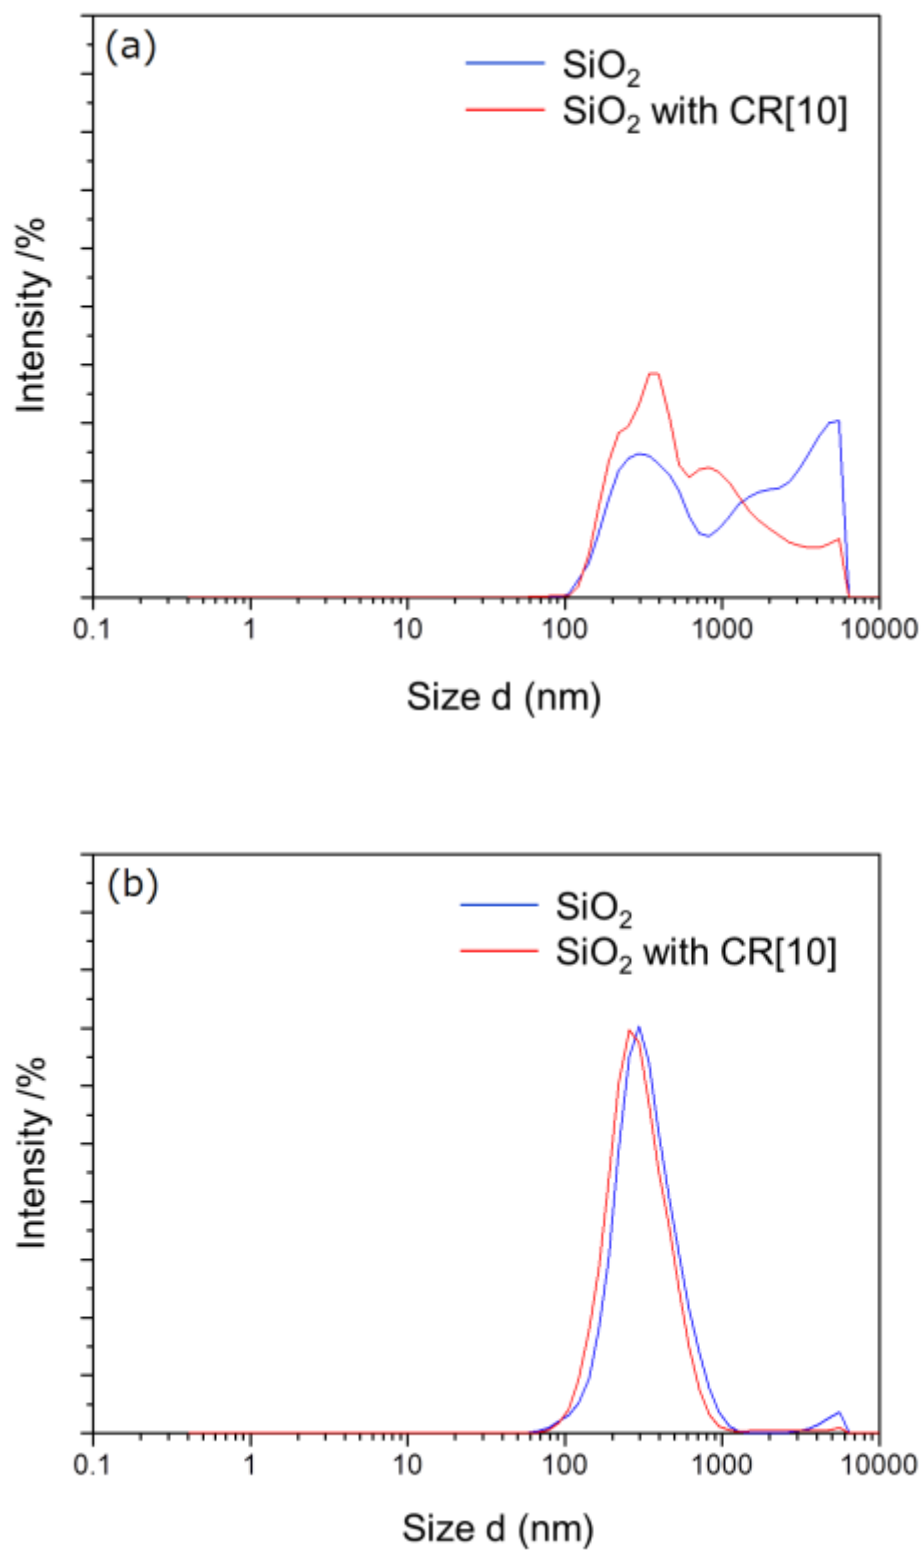 (a)
SiO₂
SiO₂ with CR[10]
Intensity /%
0.1 1 10 100 1000 10000
Size d (nm)
(b)
SiO₂
SiO₂ with CR[10]
Intensity /%
0.1 1 10 100 1000 10000
Size d (nm)